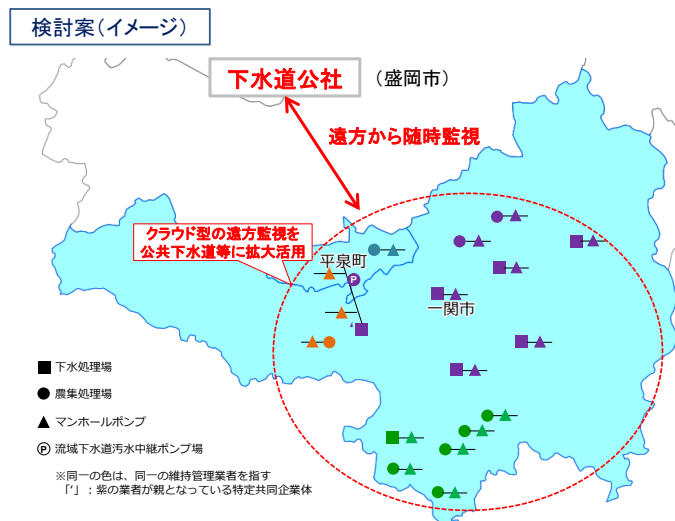 検討案(イメージ)
下水道公社 (盛岡市)
遠方から随時監視
クラウド型の遠方監視を
公共下水道等に拡大活用
平泉町
P
一関市
‘
下水処理場
農集処理場
マンホールポンプ
P 流域下水道汚水中継ポンプ場
※同一の色は、同一の維持管理業者を指す
「‘」:紫の業者が親となっている特定共同企業体